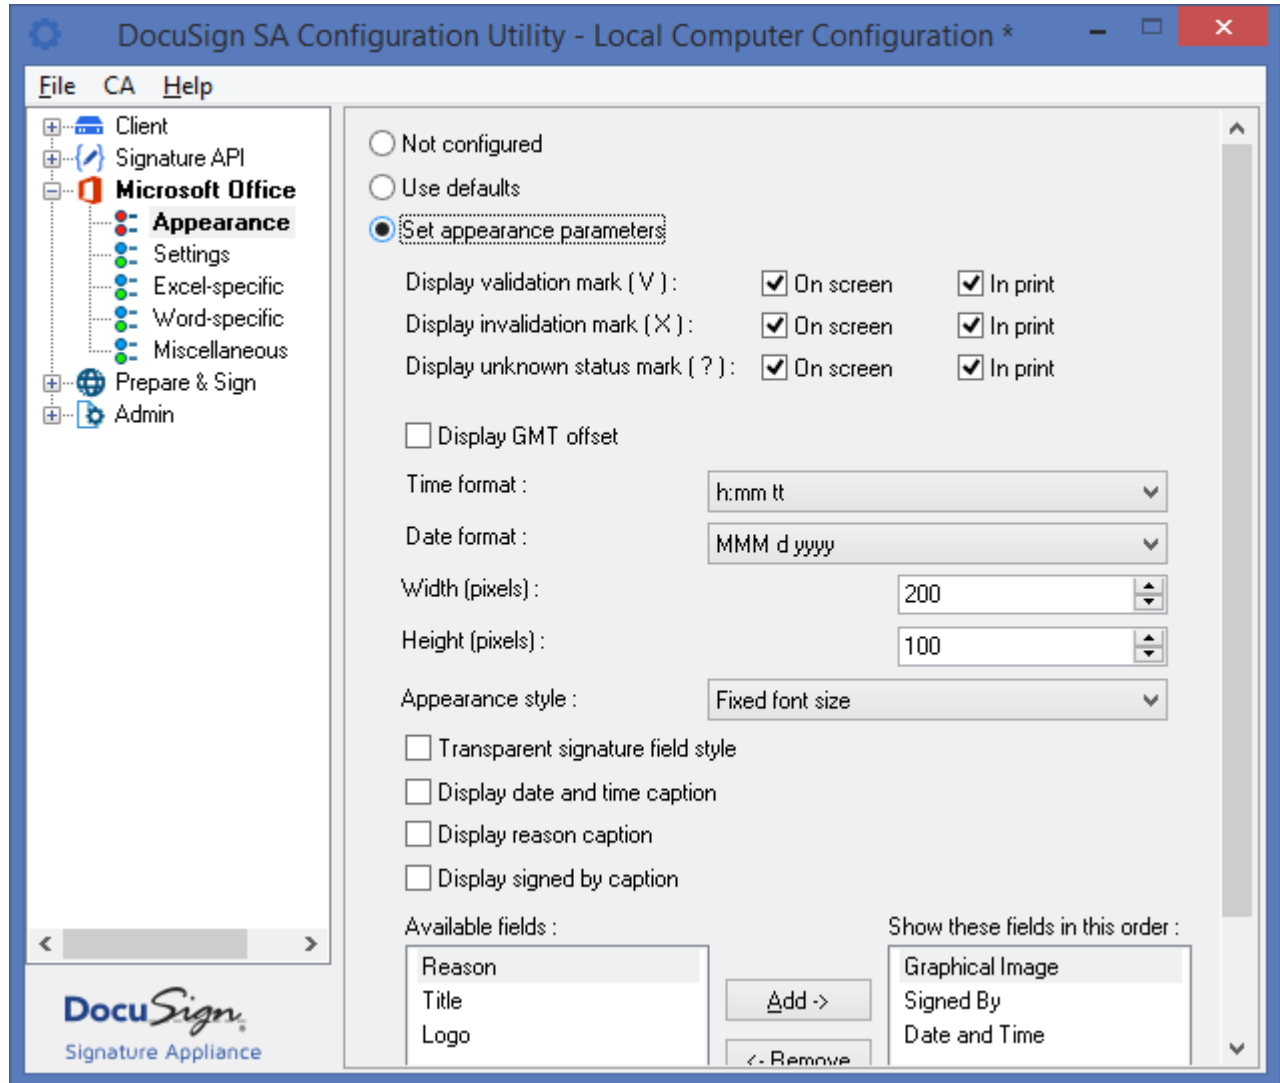 DocuSign SA Configuration Utility - Local Computer Configuration *
File CA Help
Client
Signature API
Microsoft Office
Appearance
Settings
Excel-specific
Word-specific
Miscellaneous
Prepare & Sign
Admin
DocuSign
Signature Appliance
Not configured
Use defaults
Set appearance parameters
Display validation mark ( V ) : On screen In print
Display invalidation mark ( X ) : On screen In print
Display unknown status mark ( ? ) : On screen In print
Display GMT offset
Time format : h:mm tt
Date format : MMM d yyyy
Width (pixels) : 200
Height (pixels) : 100
Appearance style : Fixed font size
Transparent signature field style
Display date and time caption
Display reason caption
Display signed by caption
Available fields : Show these fields in this order :
Reason Graphical Image
Title Add -> Signed By
Logo Date and Time
<- Remove